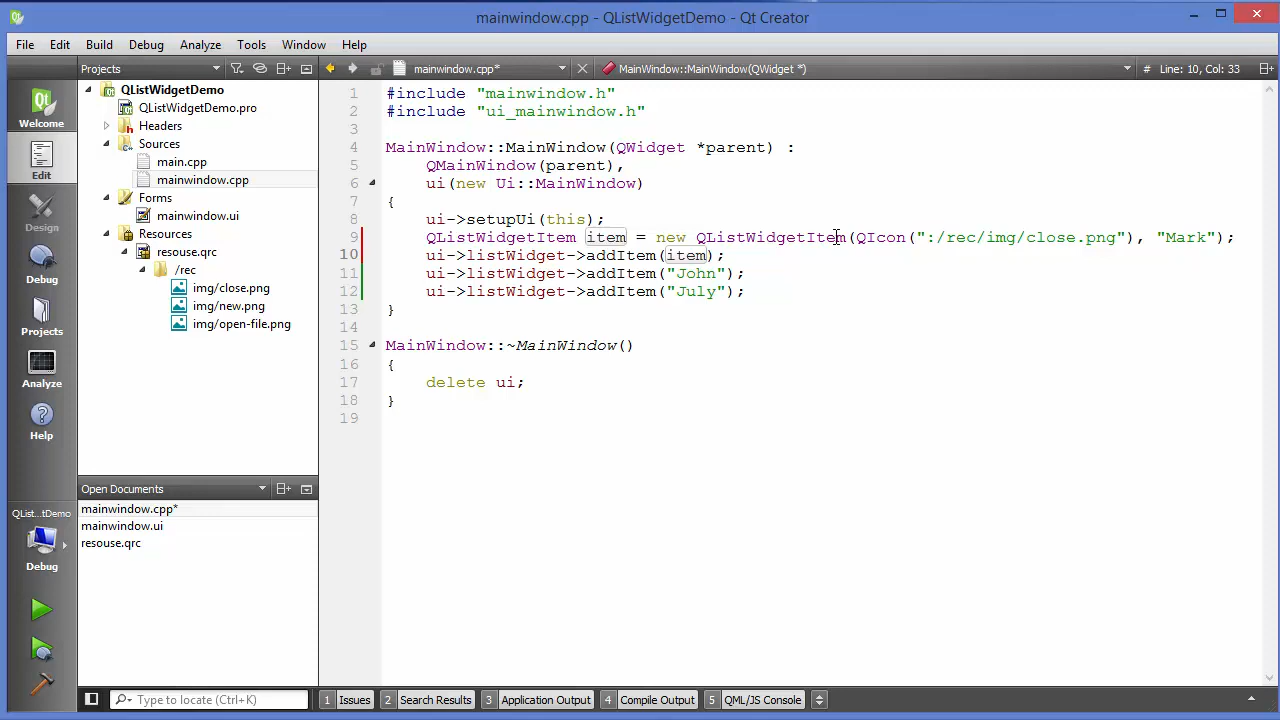 mainwindow.cpp - QListWidgetDemo - Qt Creator
File Edit Build Debug Analyze Tools Window Help
Projects mainwindow.cpp* MainWindow::MainWindow(QWidget *) # Line: 10, Col: 33
Welcome
Edit
Design
Debug
Projects
Analyze
Help
QList...tDemo
Debug
QListWidgetDemo
QListWidgetDemo.pro
Headers
Sources
main.cpp
mainwindow.cpp
Forms
mainwindow.ui
Resources
resouse.qrc
/rec
img/close.png
img/new.png
img/open-file.png
Open Documents
mainwindow.cpp*
mainwindow.ui
resouse.qrc
1 #include "mainwindow.h"
2 #include "ui_mainwindow.h"
3
4 MainWindow::MainWindow(QWidget *parent) :
5 QMainWindow(parent),
6 ui(new Ui::MainWindow)
7 {
8 ui->setupUi(this);
9 QListWidgetItem item = new QListWidgetItem(QIcon(":/rec/img/close.png"), "Mark");
10 ui->listWidget->addItem(item);
11 ui->listWidget->addItem("John");
12 ui->listWidget->addItem("July");
13 }
14
15 MainWindow::~MainWindow()
16 {
17 delete ui;
18 }
19
Type to locate (Ctrl+K) 1 Issues 2 Search Results 3 Application Output 4 Compile Output 5 QML/JS Console